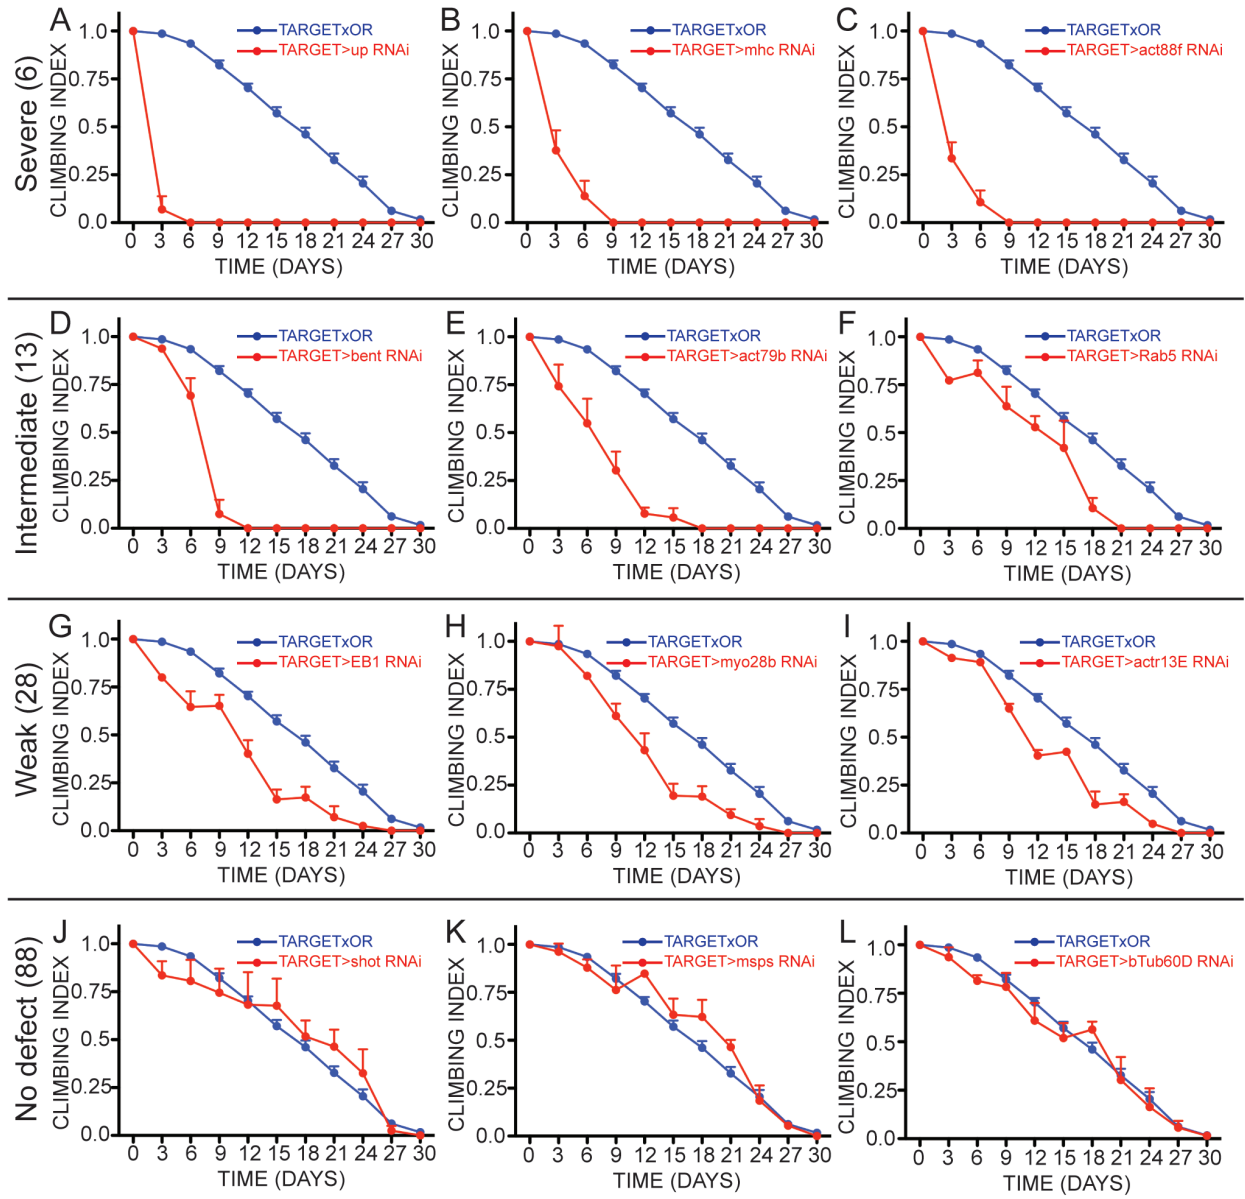 Severe (6)
A
CLIMBING INDEX
1.0
0.75
0.5
0.25
0.0
TARGETxOR
TARGET>up RNAi
0 3 6 9 12 15 18 21 24 27 30
TIME (DAYS)
B
CLIMBING INDEX
1.0
0.75
0.5
0.25
0.0
TARGETxOR
TARGET>mhc RNAi
0 3 6 9 12 15 18 21 24 27 30
TIME (DAYS)
C
CLIMBING INDEX
1.0
0.75
0.5
0.25
0.0
TARGETxOR
TARGET>act88f RNAi
0 3 6 9 12 15 18 21 24 27 30
TIME (DAYS)
Intermediate (13)
D
CLIMBING INDEX
1.0
0.75
0.5
0.25
0.0
TARGETxOR
TARGET>bent RNAi
0 3 6 9 12 15 18 21 24 27 30
TIME (DAYS)
E
CLIMBING INDEX
1.0
0.75
0.5
0.25
0.0
TARGETxOR
TARGET>act79b RNAi
0 3 6 9 12 15 18 21 24 27 30
TIME (DAYS)
F
CLIMBING INDEX
1.0
0.75
0.5
0.25
0.0
TARGETxOR
TARGET>Rab5 RNAi
0 3 6 9 12 15 18 21 24 27 30
TIME (DAYS)
Weak (28)
G
CLIMBING INDEX
1.0
0.75
0.5
0.25
0.0
TARGETxOR
TARGET>EB1 RNAi
0 3 6 9 12 15 18 21 24 27 30
TIME (DAYS)
H
CLIMBING INDEX
1.0
0.75
0.5
0.25
0.0
TARGETxOR
TARGET>myo28b RNAi
0 3 6 9 12 15 18 21 24 27 30
TIME (DAYS)
I
CLIMBING INDEX
1.0
0.75
0.5
0.25
0.0
TARGETxOR
TARGET>actr13E RNAi
0 3 6 9 12 15 18 21 24 27 30
TIME (DAYS)
No defect (88)
J
CLIMBING INDEX
1.0
0.75
0.5
0.25
0.0
TARGETxOR
TARGET>shot RNAi
0 3 6 9 12 15 18 21 24 27 30
TIME (DAYS)
K
CLIMBING INDEX
1.0
0.75
0.5
0.25
0.0
TARGETxOR
TARGET>msps RNAi
0 3 6 9 12 15 18 21 24 27 30
TIME (DAYS)
L
CLIMBING INDEX
1.0
0.75
0.5
0.25
0.0
TARGETxOR
TARGET>bTub60D RNAi
0 3 6 9 12 15 18 21 24 27 30
TIME (DAYS)